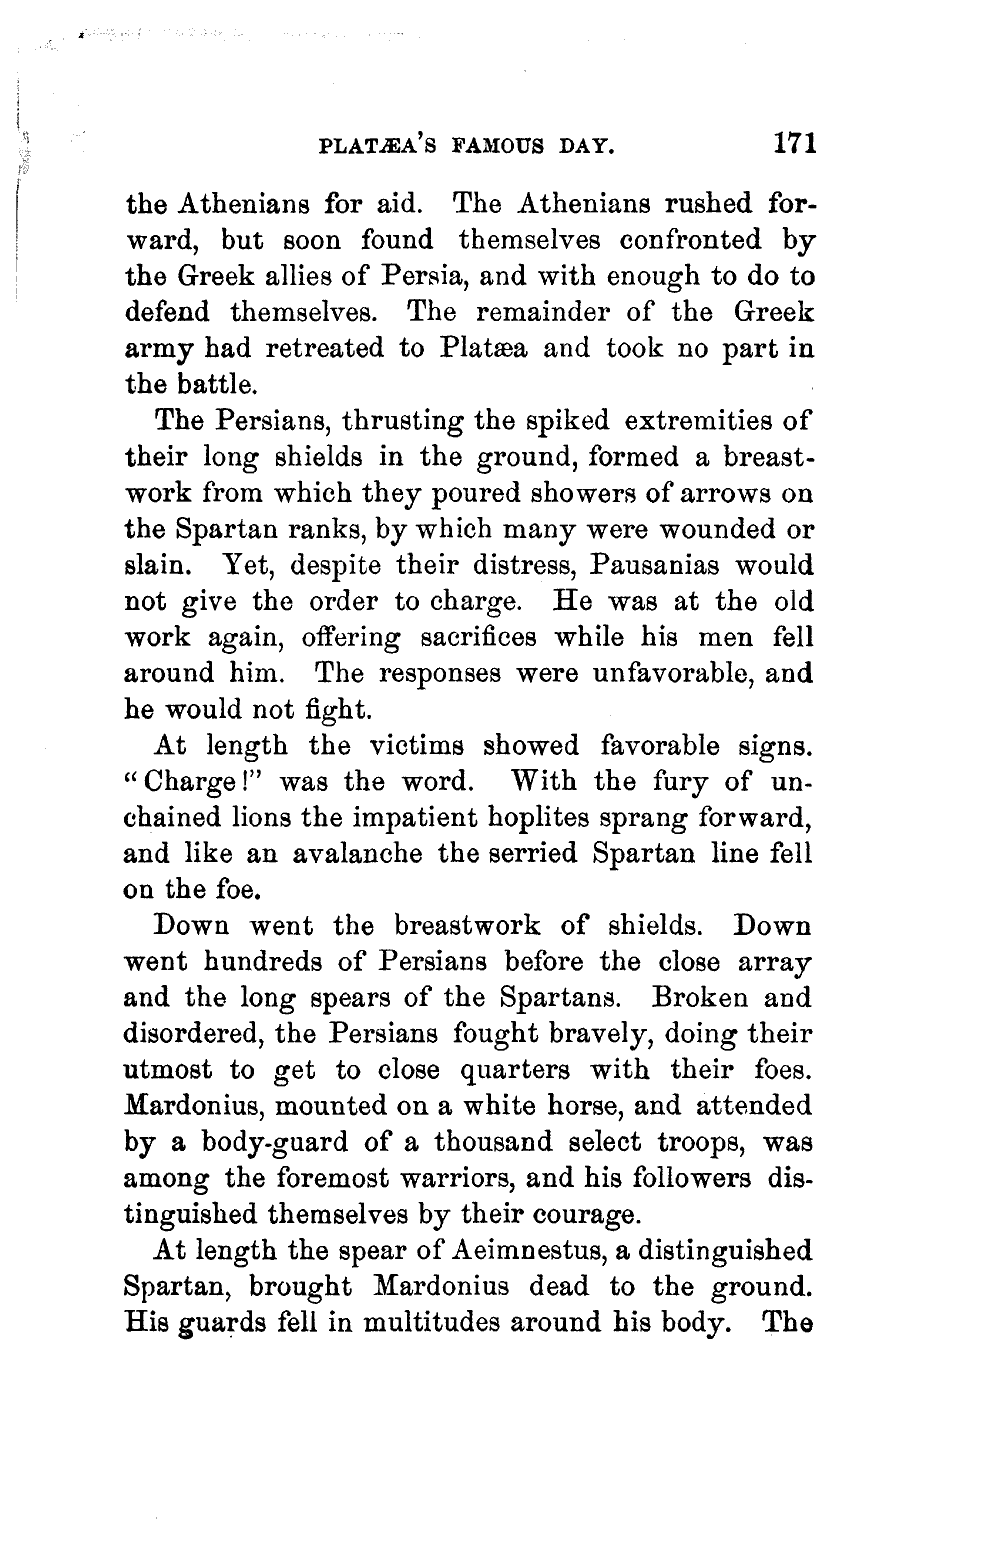 PLATÆA'S FAMOUS DAY. 171
the Athenians for aid. The Athenians rushed for-
ward, but soon found themselves confronted by
the Greek allies of Persia, and with enough to do to
defend themselves. The remainder of the Greek
army had retreated to Platæa and took no part in
the battle.
The Persians, thrusting the spiked extremities of
their long shields in the ground, formed a breast-
work from which they poured showers of arrows on
the Spartan ranks, by which many were wounded or
slain. Yet, despite their distress, Pausanias would
not give the order to charge. He was at the old
work again, offering sacrifices while his men fell
around him. The responses were unfavorable, and
he would not fight.
At length the victims showed favorable signs.
“Charge!” was the word. With the fury of un-
chained lions the impatient hoplites sprang forward,
and like an avalanche the serried Spartan line fell
on the foe.
Down went the breastwork of shields. Down
went hundreds of Persians before the close array
and the long spears of the Spartans. Broken and
disordered, the Persians fought bravely, doing their
utmost to get to close quarters with their foes.
Mardonius, mounted on a white horse, and attended
by a body-guard of a thousand select troops, was
among the foremost warriors, and his followers dis-
tinguished themselves by their courage.
At length the spear of Aeimnestus, a distinguished
Spartan, brought Mardonius dead to the ground.
His guards fell in multitudes around his body. The